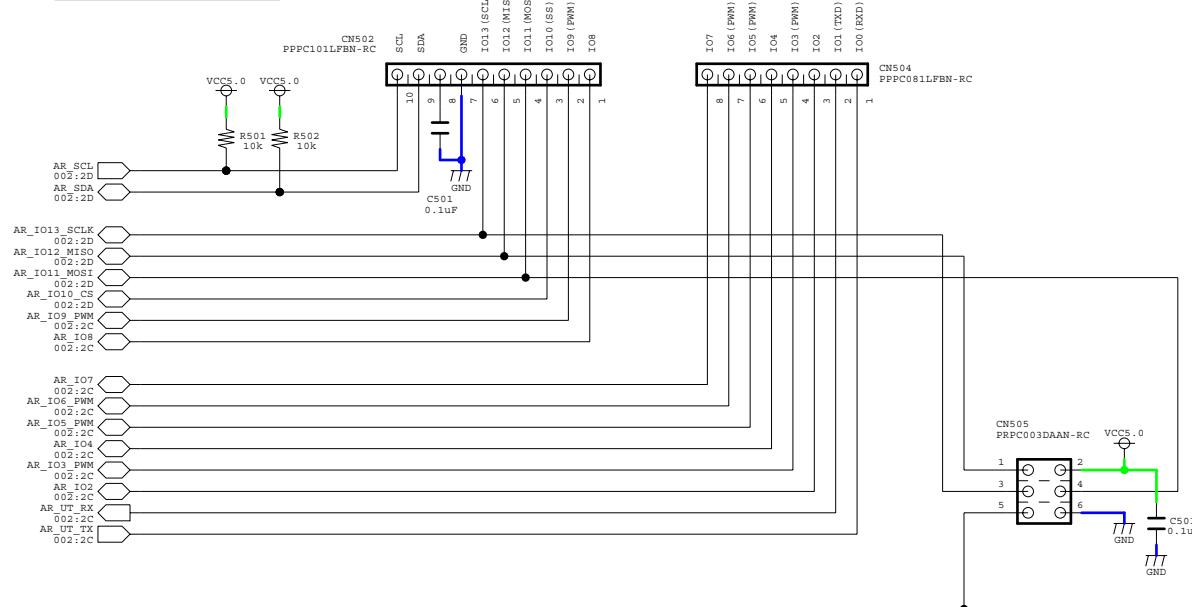 CN502
PPPC101LFBN-RC
SCL
SDA
GND
IO13(SCL
IO12(MIS
IO11(MOS
IO10(SS)
IO9(PWM)
IO8
IO7
IO6(PWM)
IO5(PWM)
IO4
IO3(PWM)
IO2
IO1(TXD)
IO0(RXD)
CN504
PPPC081LFBN-RC
10
9
8
7
6
5
4
3
2
1
8
7
6
5
4
3
2
1
VCC5.0
VCC5.0
R501
10k
R502
10k
AR_SCL
002:2D
AR_SDA
002:2D
GND
C501
0.1uF
AR_IO13_SCLK
002:2D
AR_IO12_MISO
002:2D
AR_IO11_MOSI
002:2D
AR_IO10_CS
002:2D
AR_IO9_PWM
002:2C
AR_IO8
002:2C
AR_IO7
002:2C
AR_IO6_PWM
002:2C
AR_IO5_PWM
002:2C
AR_IO4
002:2C
AR_IO3_PWM
002:2C
AR_IO2
002:2C
AR_UT_RX
002:2C
AR_UT_TX
002:2C
CN505
PRPC003DAAN-RC
VCC5.0
1
2
3
4
5
6
GND
0.1u
GND